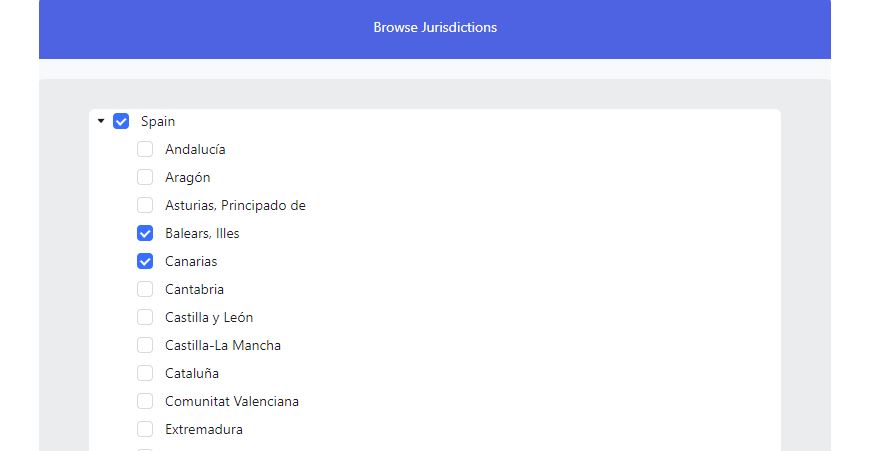 Browse Jurisdictions
Spain
Andalucía
Aragón
Asturias, Principado de
Balears, Illes
Canarias
Cantabria
Castilla y León
Castilla-La Mancha
Cataluña
Comunitat Valenciana
Extremadura